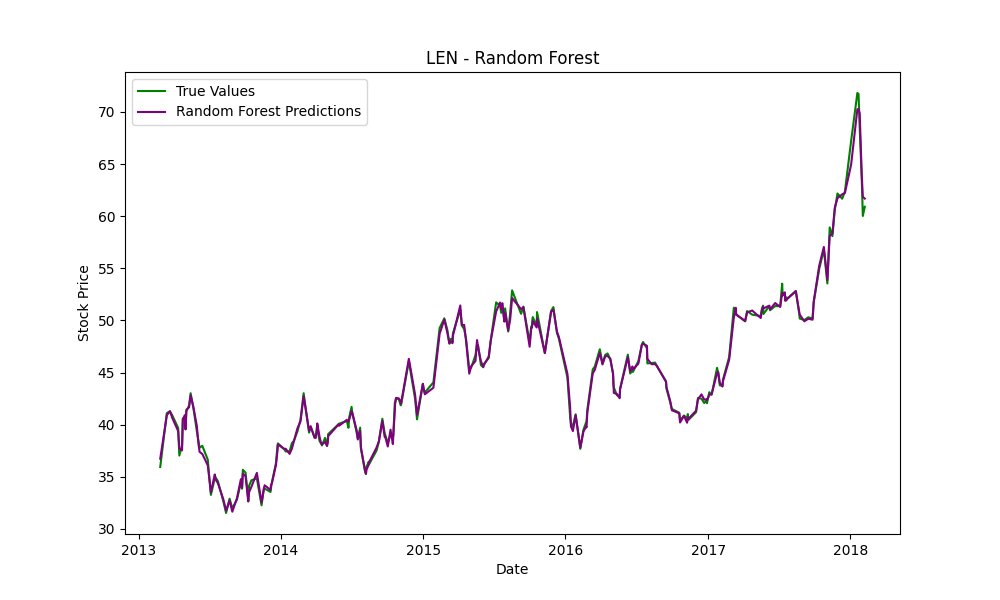 LEN - Random Forest
True Values
Random Forest Predictions
70
65
60
55
50
45
40
35
30
Stock Price
2013 2014 2015 2016 2017 2018
Date